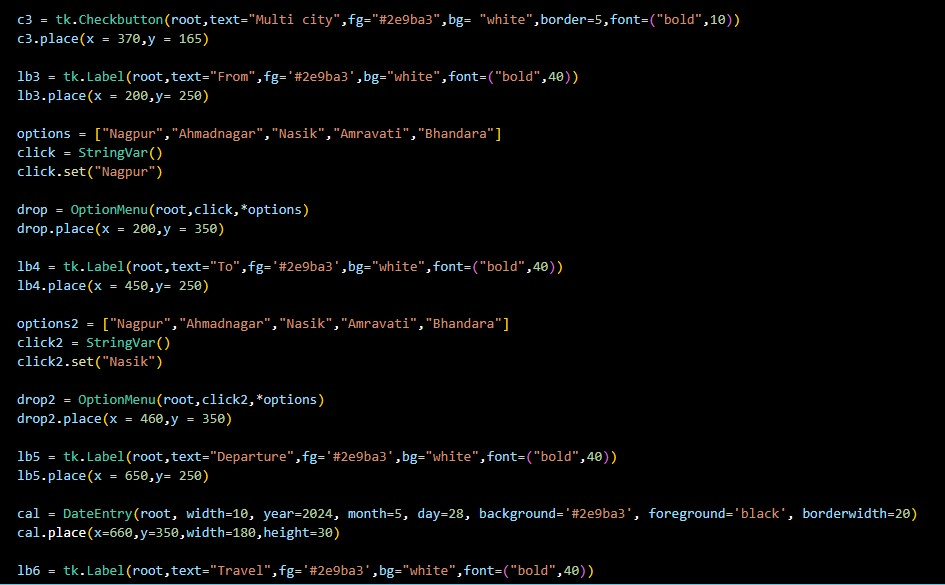 c3 = tk.Checkbutton(root,text="Multi city",fg="#2e9ba3",bg= "white",border=5,font=("bold",10))
c3.place(x = 370,y = 165)
lb3 = tk.Label(root,text="From",fg='#2e9ba3',bg="white",font=("bold",40))
lb3.place(x = 200,y= 250)
options = ["Nagpur","Ahmadnagar","Nasik","Amravati","Bhandara"]
click = StringVar()
click.set("Nagpur")
drop = OptionMenu(root,click,*options)
drop.place(x = 200,y = 350)
lb4 = tk.Label(root,text="To",fg='#2e9ba3',bg="white",font=("bold",40))
lb4.place(x = 450,y= 250)
options2 = ["Nagpur","Ahmadnagar","Nasik","Amravati","Bhandara"]
click2 = StringVar()
click2.set("Nasik")
drop2 = OptionMenu(root,click2,*options)
drop2.place(x = 460,y = 350)
lb5 = tk.Label(root,text="Departure",fg='#2e9ba3',bg="white",font=("bold",40))
lb5.place(x = 650,y= 250)
cal = DateEntry(root, width=10, year=2024, month=5, day=28, background='#2e9ba3', foreground='black', borderwidth=20)
cal.place(x=660,y=350,width=180,height=30)
lb6 = tk.Label(root,text="Travel",fg='#2e9ba3',bg="white",font=("bold",40))